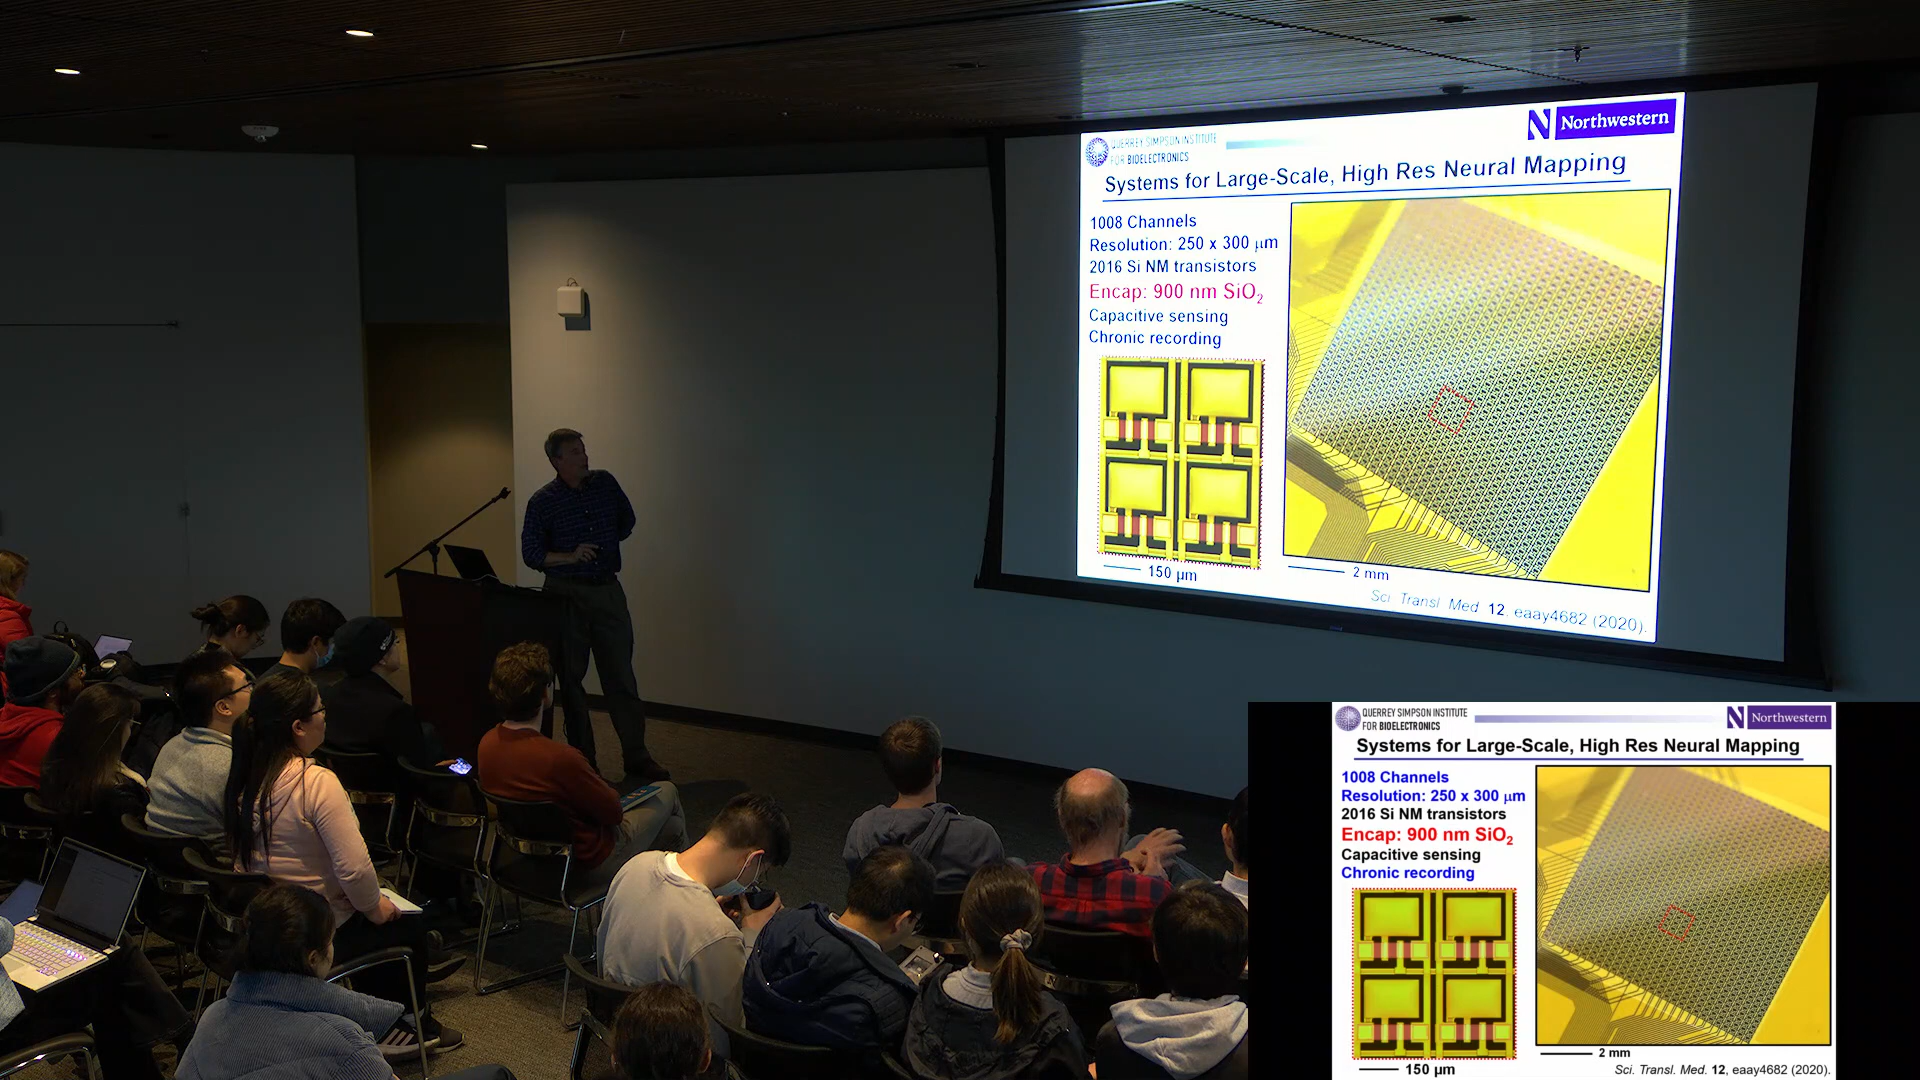 QUERREY SIMPSON INSTITUTE
FOR BIOELECTRONICS
N Northwestern
Systems for Large-Scale, High Res Neural Mapping
1008 Channels
Resolution: 250 x 300 µm
2016 Si NM transistors
Encap: 900 nm SiO₂
Capacitive sensing
Chronic recording
150 µm
2 mm
Sci. Transl. Med. 12, eaay4682 (2020).
QUERREY SIMPSON INSTITUTE
FOR BIOELECTRONICS
N Northwestern
Systems for Large-Scale, High Res Neural Mapping
1008 Channels
Resolution: 250 x 300 µm
2016 Si NM transistors
Encap: 900 nm SiO₂
Capacitive sensing
Chronic recording
2 mm
150 µm
Sci. Transl. Med. 12, eaay4682 (2020).